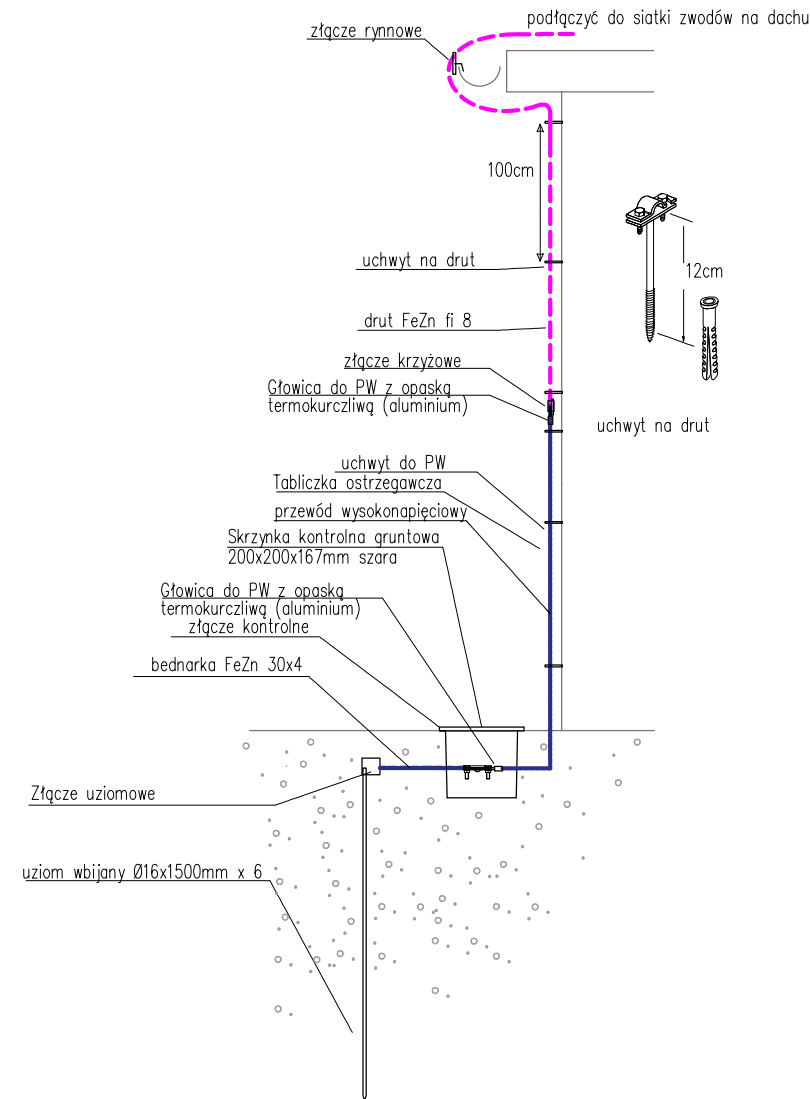 podłączyć do siatki zwodów na dachu
złącze rynnowe
100cm
uchwyt na drut
12cm
drut FeZn fi 8
złącze krzyżowe
Głowica do PW z opaską
termokurczliwą (aluminium)
uchwyt na drut
uchwyt do PW
Tabliczka ostrzegawcza
przewód wysokonapięciowy
Skrzynka kontrolna gruntowa
200x200x167mm szara
Głowica do PW z opaską
termokurczliwą (aluminium)
złącze kontrolne
bednarka FeZn 30x4
Złącze uziomowe
uziom wbijany Ø16x1500mm x 6